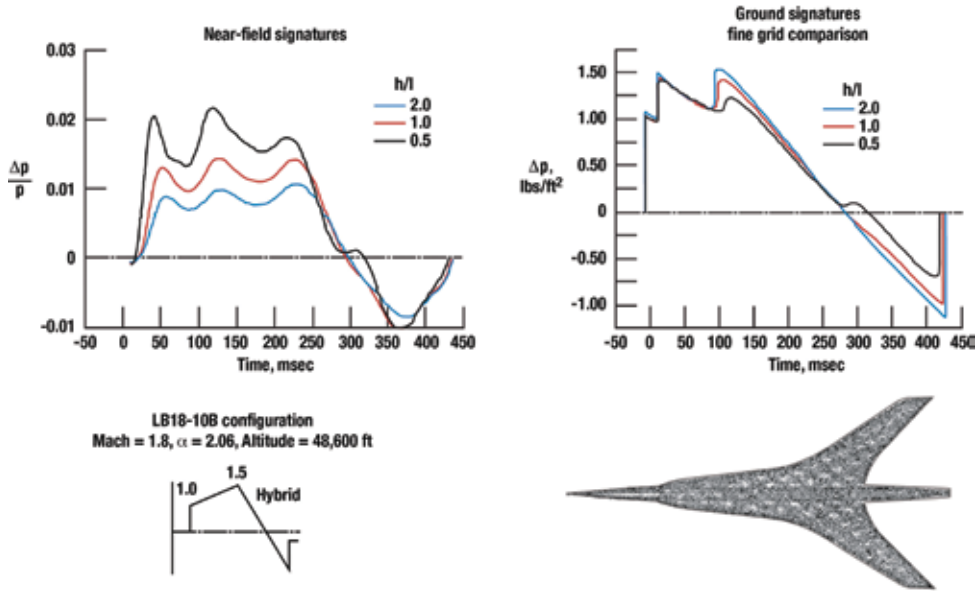 Near-field signatures
0.03
0.02
0.01
0
-0.01
Δp
p
h/l
2.0
1.0
0.5
-50 0 50 100 150 200 250 300 350 400 450
Time, msec
Ground signatures
fine grid comparison
1.50
1.00
0.50
0
-0.50
-1.00
Δp,
lbs/ft²
h/l
2.0
1.0
0.5
-50 0 50 100 150 200 250 300 350 400 450
Time, msec
LB18-10B configuration
Mach = 1.8, α = 2.06, Altitude = 48,600 ft
1.0
1.5
Hybrid